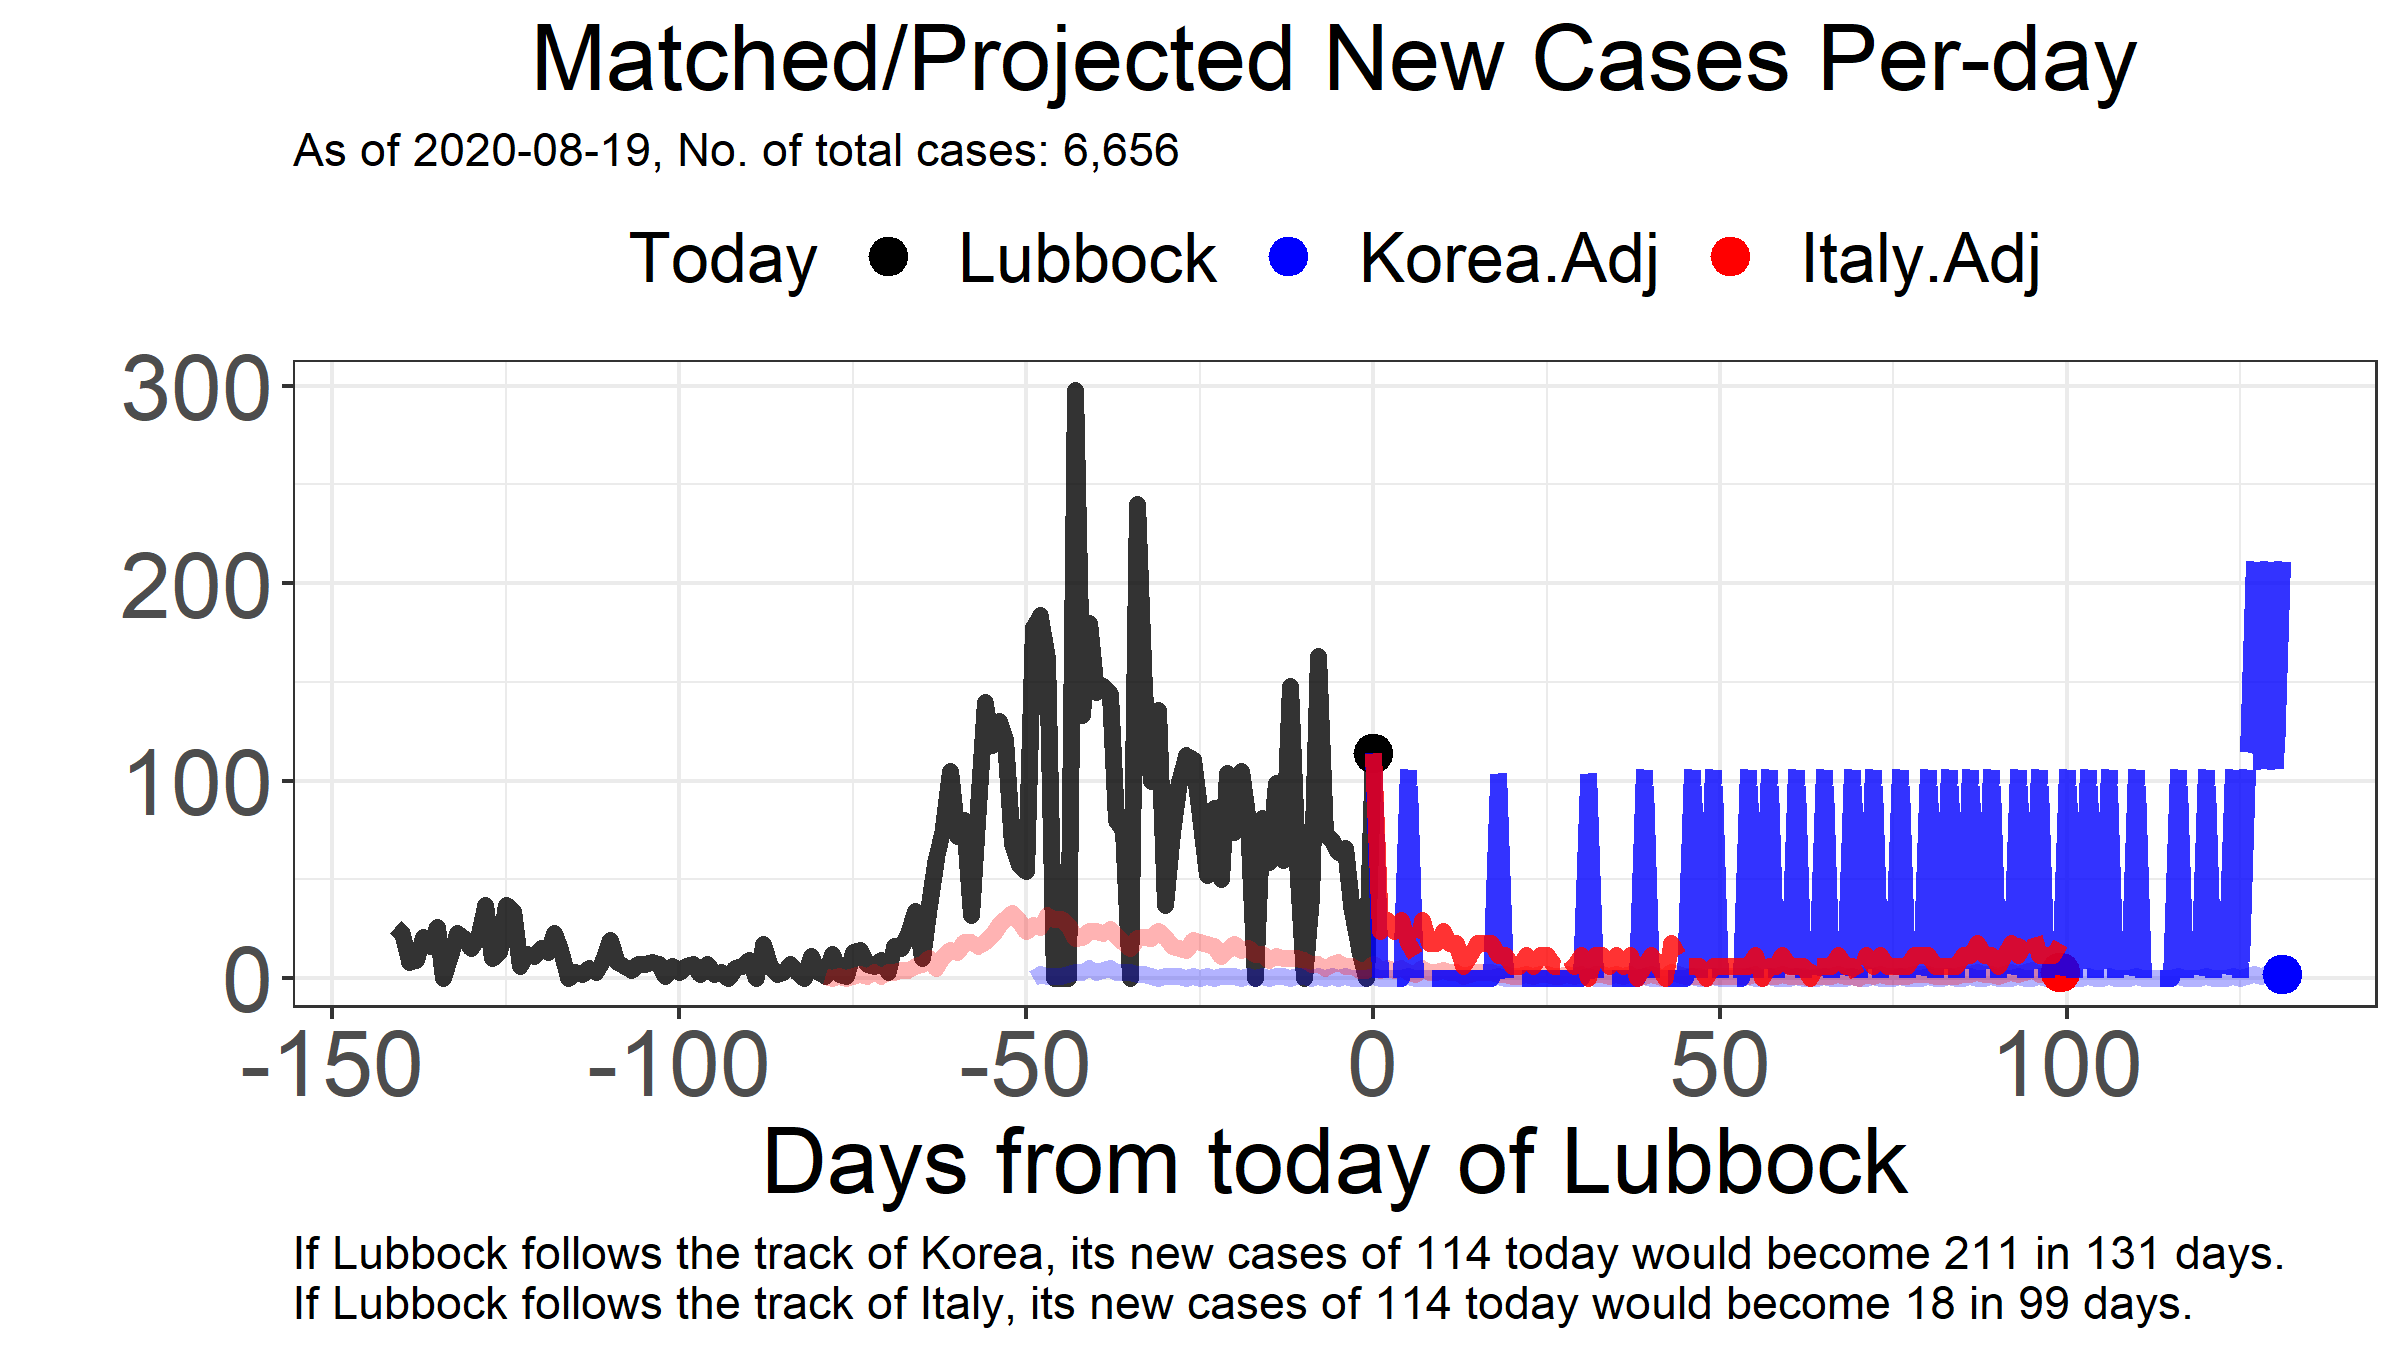 Matched/Projected New Cases Per-day
As of 2020-08-19, No. of total cases: 6,656
Today Lubbock Korea.Adj Italy.Adj
300
200
100
0
-150 -100 -50 0 50 100
Days from today of Lubbock
If Lubbock follows the track of Korea, its new cases of 114 today would become 211 in 131 days.
If Lubbock follows the track of Italy, its new cases of 114 today would become 18 in 99 days.